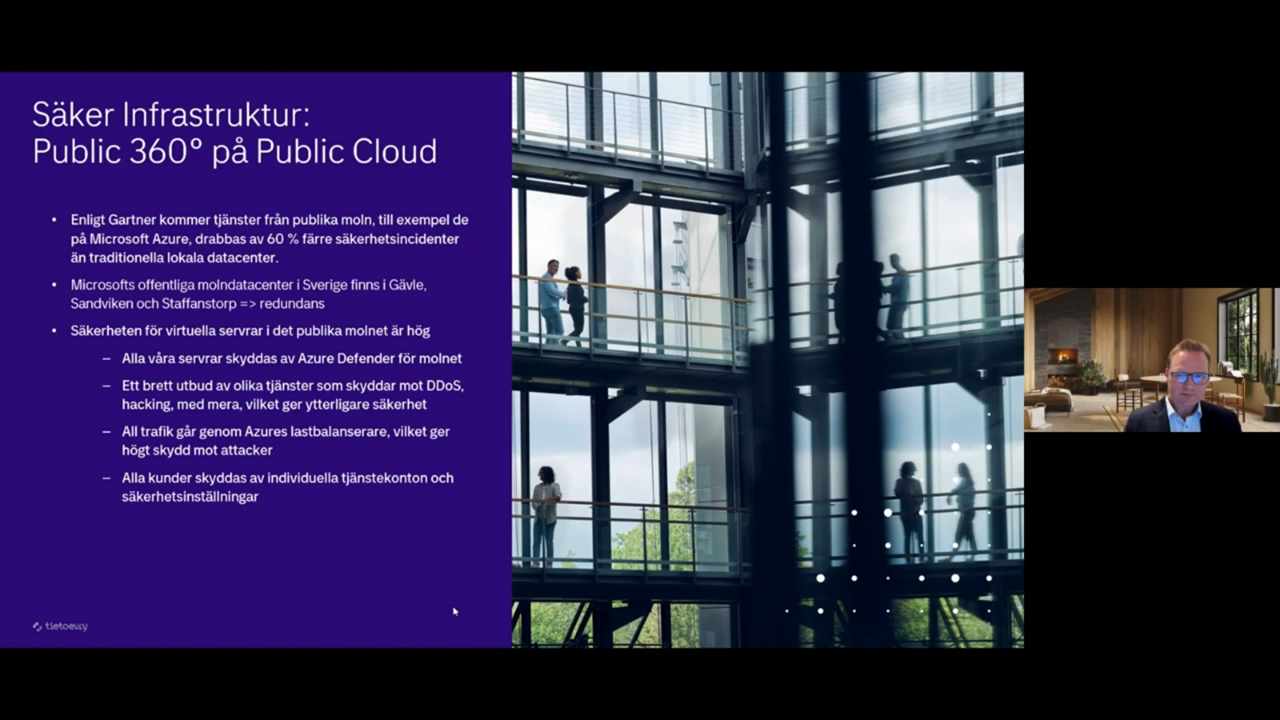 Säker Infrastruktur:
Public 360° på Public Cloud
• Enligt Gartner kommer tjänster från publika moln, till exempel de
på Microsoft Azure, drabbas av 60 % färre säkerhetsincidenter
än traditionella lokala datacenter.
• Microsofts offentliga molndatacenter i Sverige finns i Gävle,
Sandviken och Staffanstorp => redundans
• Säkerheten för virtuella servrar i det publika molnet är hög
– Alla våra servrar skyddas av Azure Defender för molnet
– Ett brett utbud av olika tjänster som skyddar mot DDoS,
hacking, med mera, vilket ger ytterligare säkerhet
– All trafik går genom Azures lastbalanserare, vilket ger
högt skydd mot attacker
– Alla kunder skyddas av individuella tjänstekonton och
säkerhetsinställningar
tietoevry